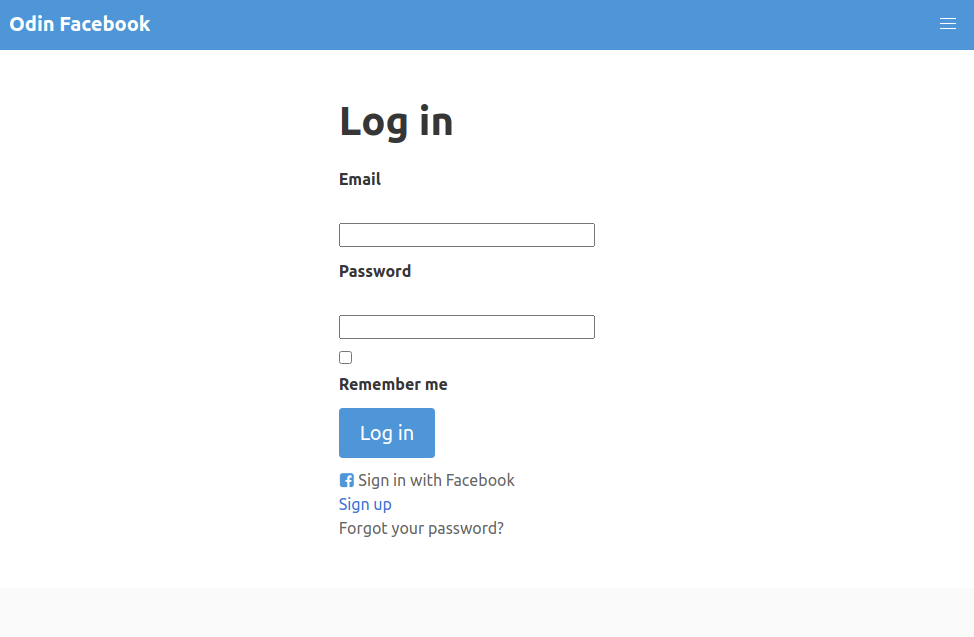 Odin Facebook
Log in
Email
Password
Remember me
Log in
Sign in with Facebook
Sign up
Forgot your password?